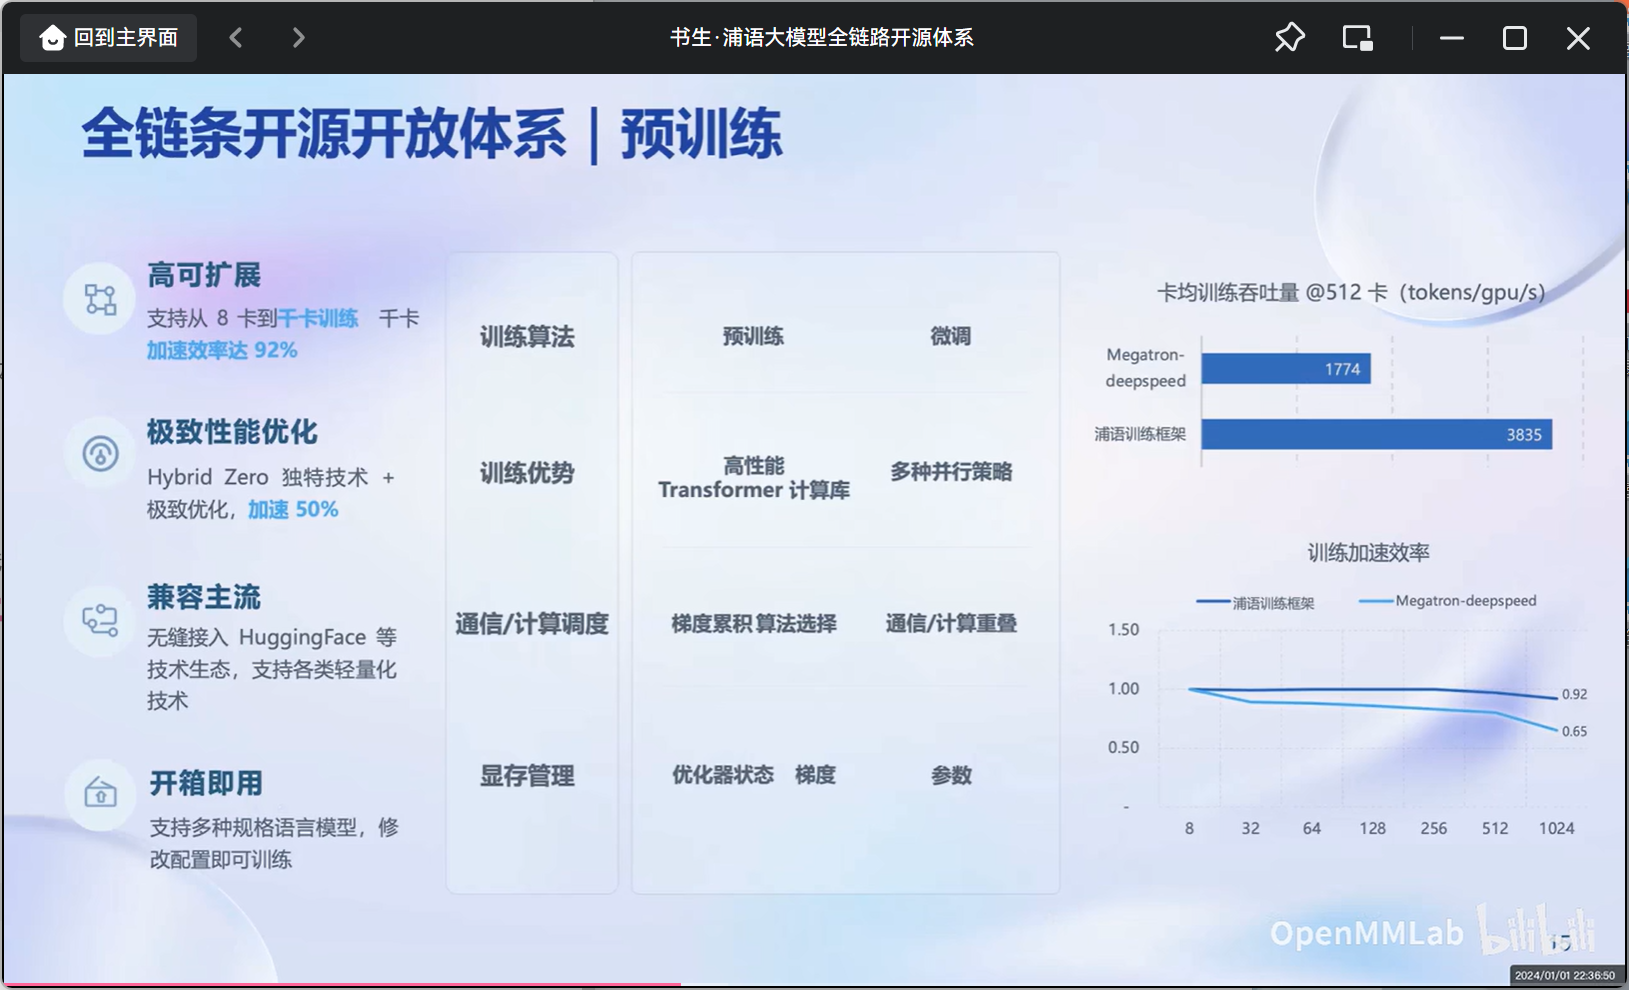 回到主界面
书生·浦语大模型全链路开源体系
全链条开源开放体系 | 预训练
高可扩展
支持从 8 卡到千卡训练 千卡
加速效率达 92%
极致性能优化
Hybrid Zero 独特技术 +
极致优化，加速 50%
兼容主流
无缝接入 HuggingFace 等
技术生态，支持各类轻量化
技术
开箱即用
支持多种规格语言模型，修
改配置即可训练
训练算法
预训练
微调
训练优势
高性能
Transformer 计算库
多种并行策略
通信/计算调度
梯度累积算法选择
通信/计算重叠
显存管理
优化器状态 梯度
参数
卡均训练吞吐量 @512 卡（tokens/gpu/s）
Megatron-
deepspeed
1774
浦语训练框架
3835
训练加速效率
浦语训练框架
Megatron-deepspeed
1.50
1.00
0.92
0.65
0.50
-
8 32 64 128 256 512 1024
OpenMMLab
bilibili
15
2024/01/01 22:36:50